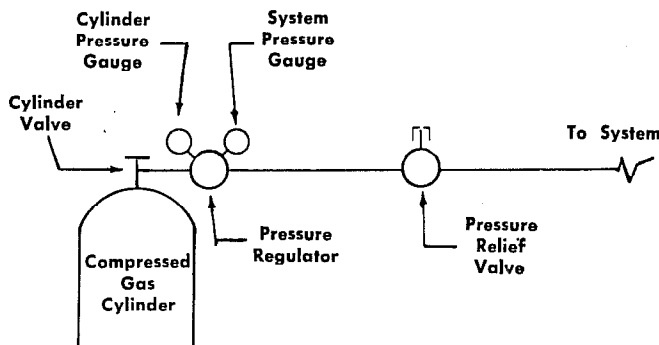 Cylinder
Pressure
Gauge
System
Pressure
Gauge
Cylinder
Valve
To System
Pressure
Regulator
Pressure
Relief
Valve
Compressed
Gas
Cylinder